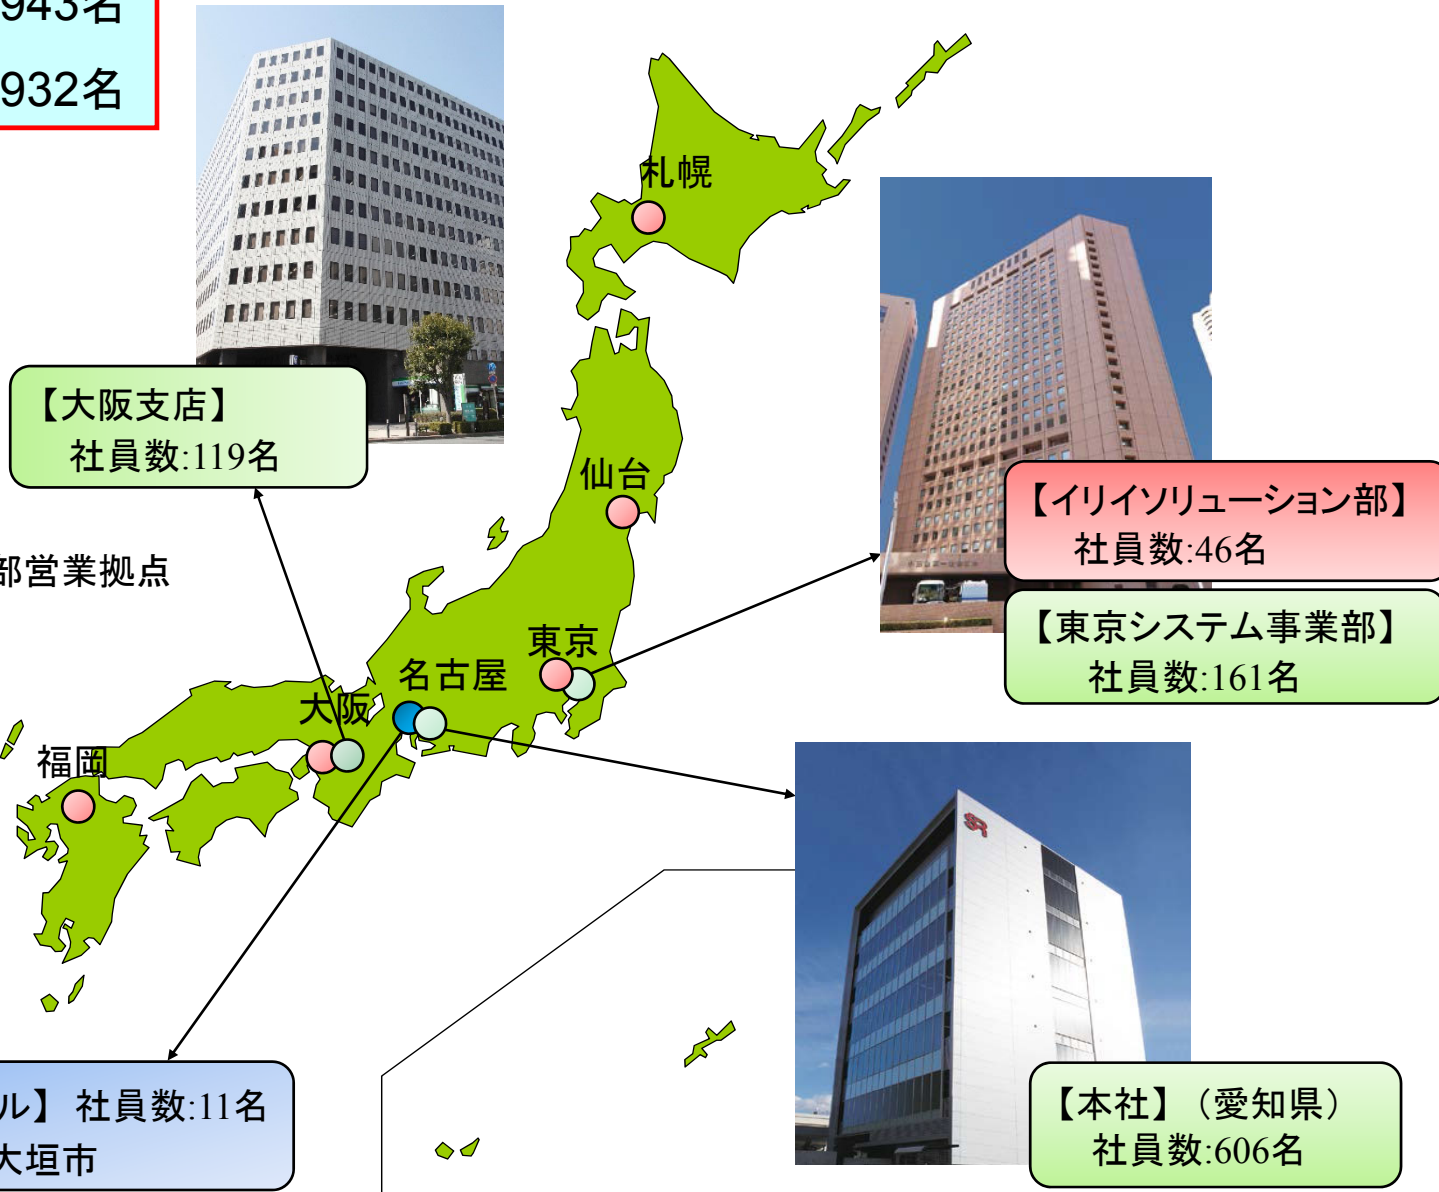 943名
932名
札幌
【大阪支店】
社員数:119名
仙台
【イリイソリューション部】
社員数:46名
部営業拠点
【東京システム事業部】
社員数:161名
東京
名古屋
大阪
福岡
SR
ル】 社員数:11名
大垣市
【本社】（愛知県）
社員数:606名